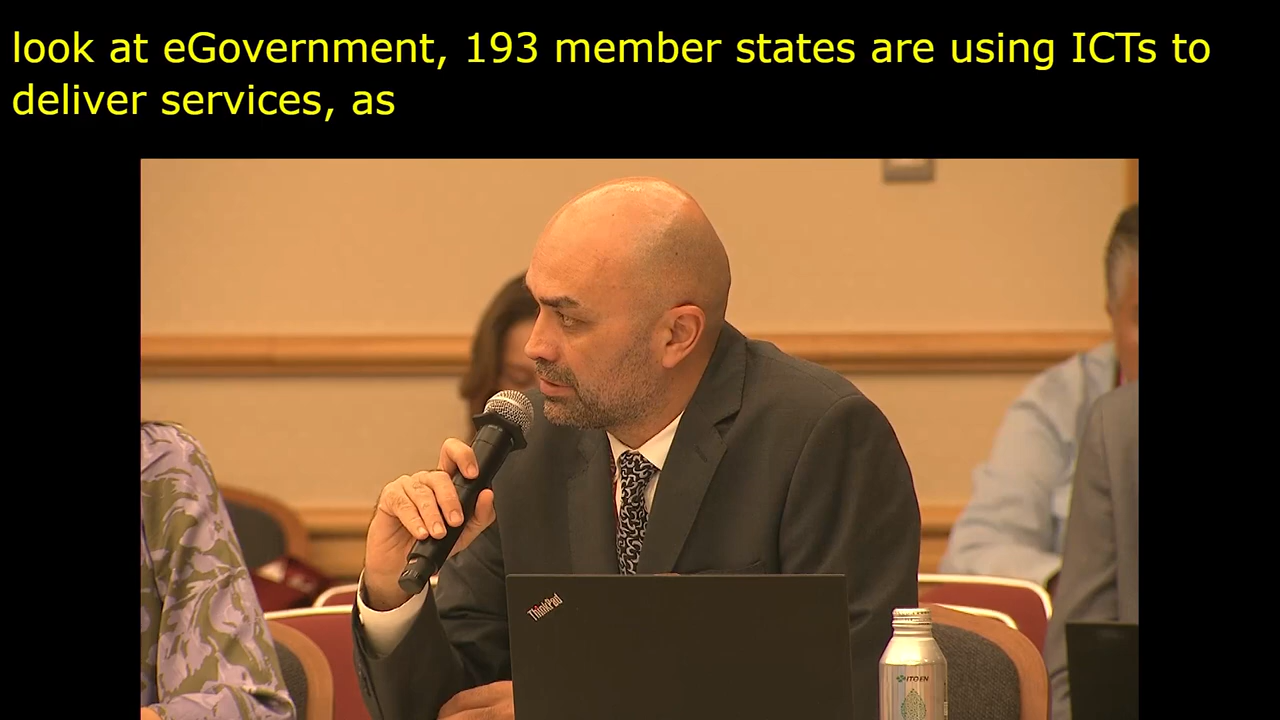 look at eGovernment, 193 member states are using ICTs to
deliver services, as
ThinkPad
ITO EN